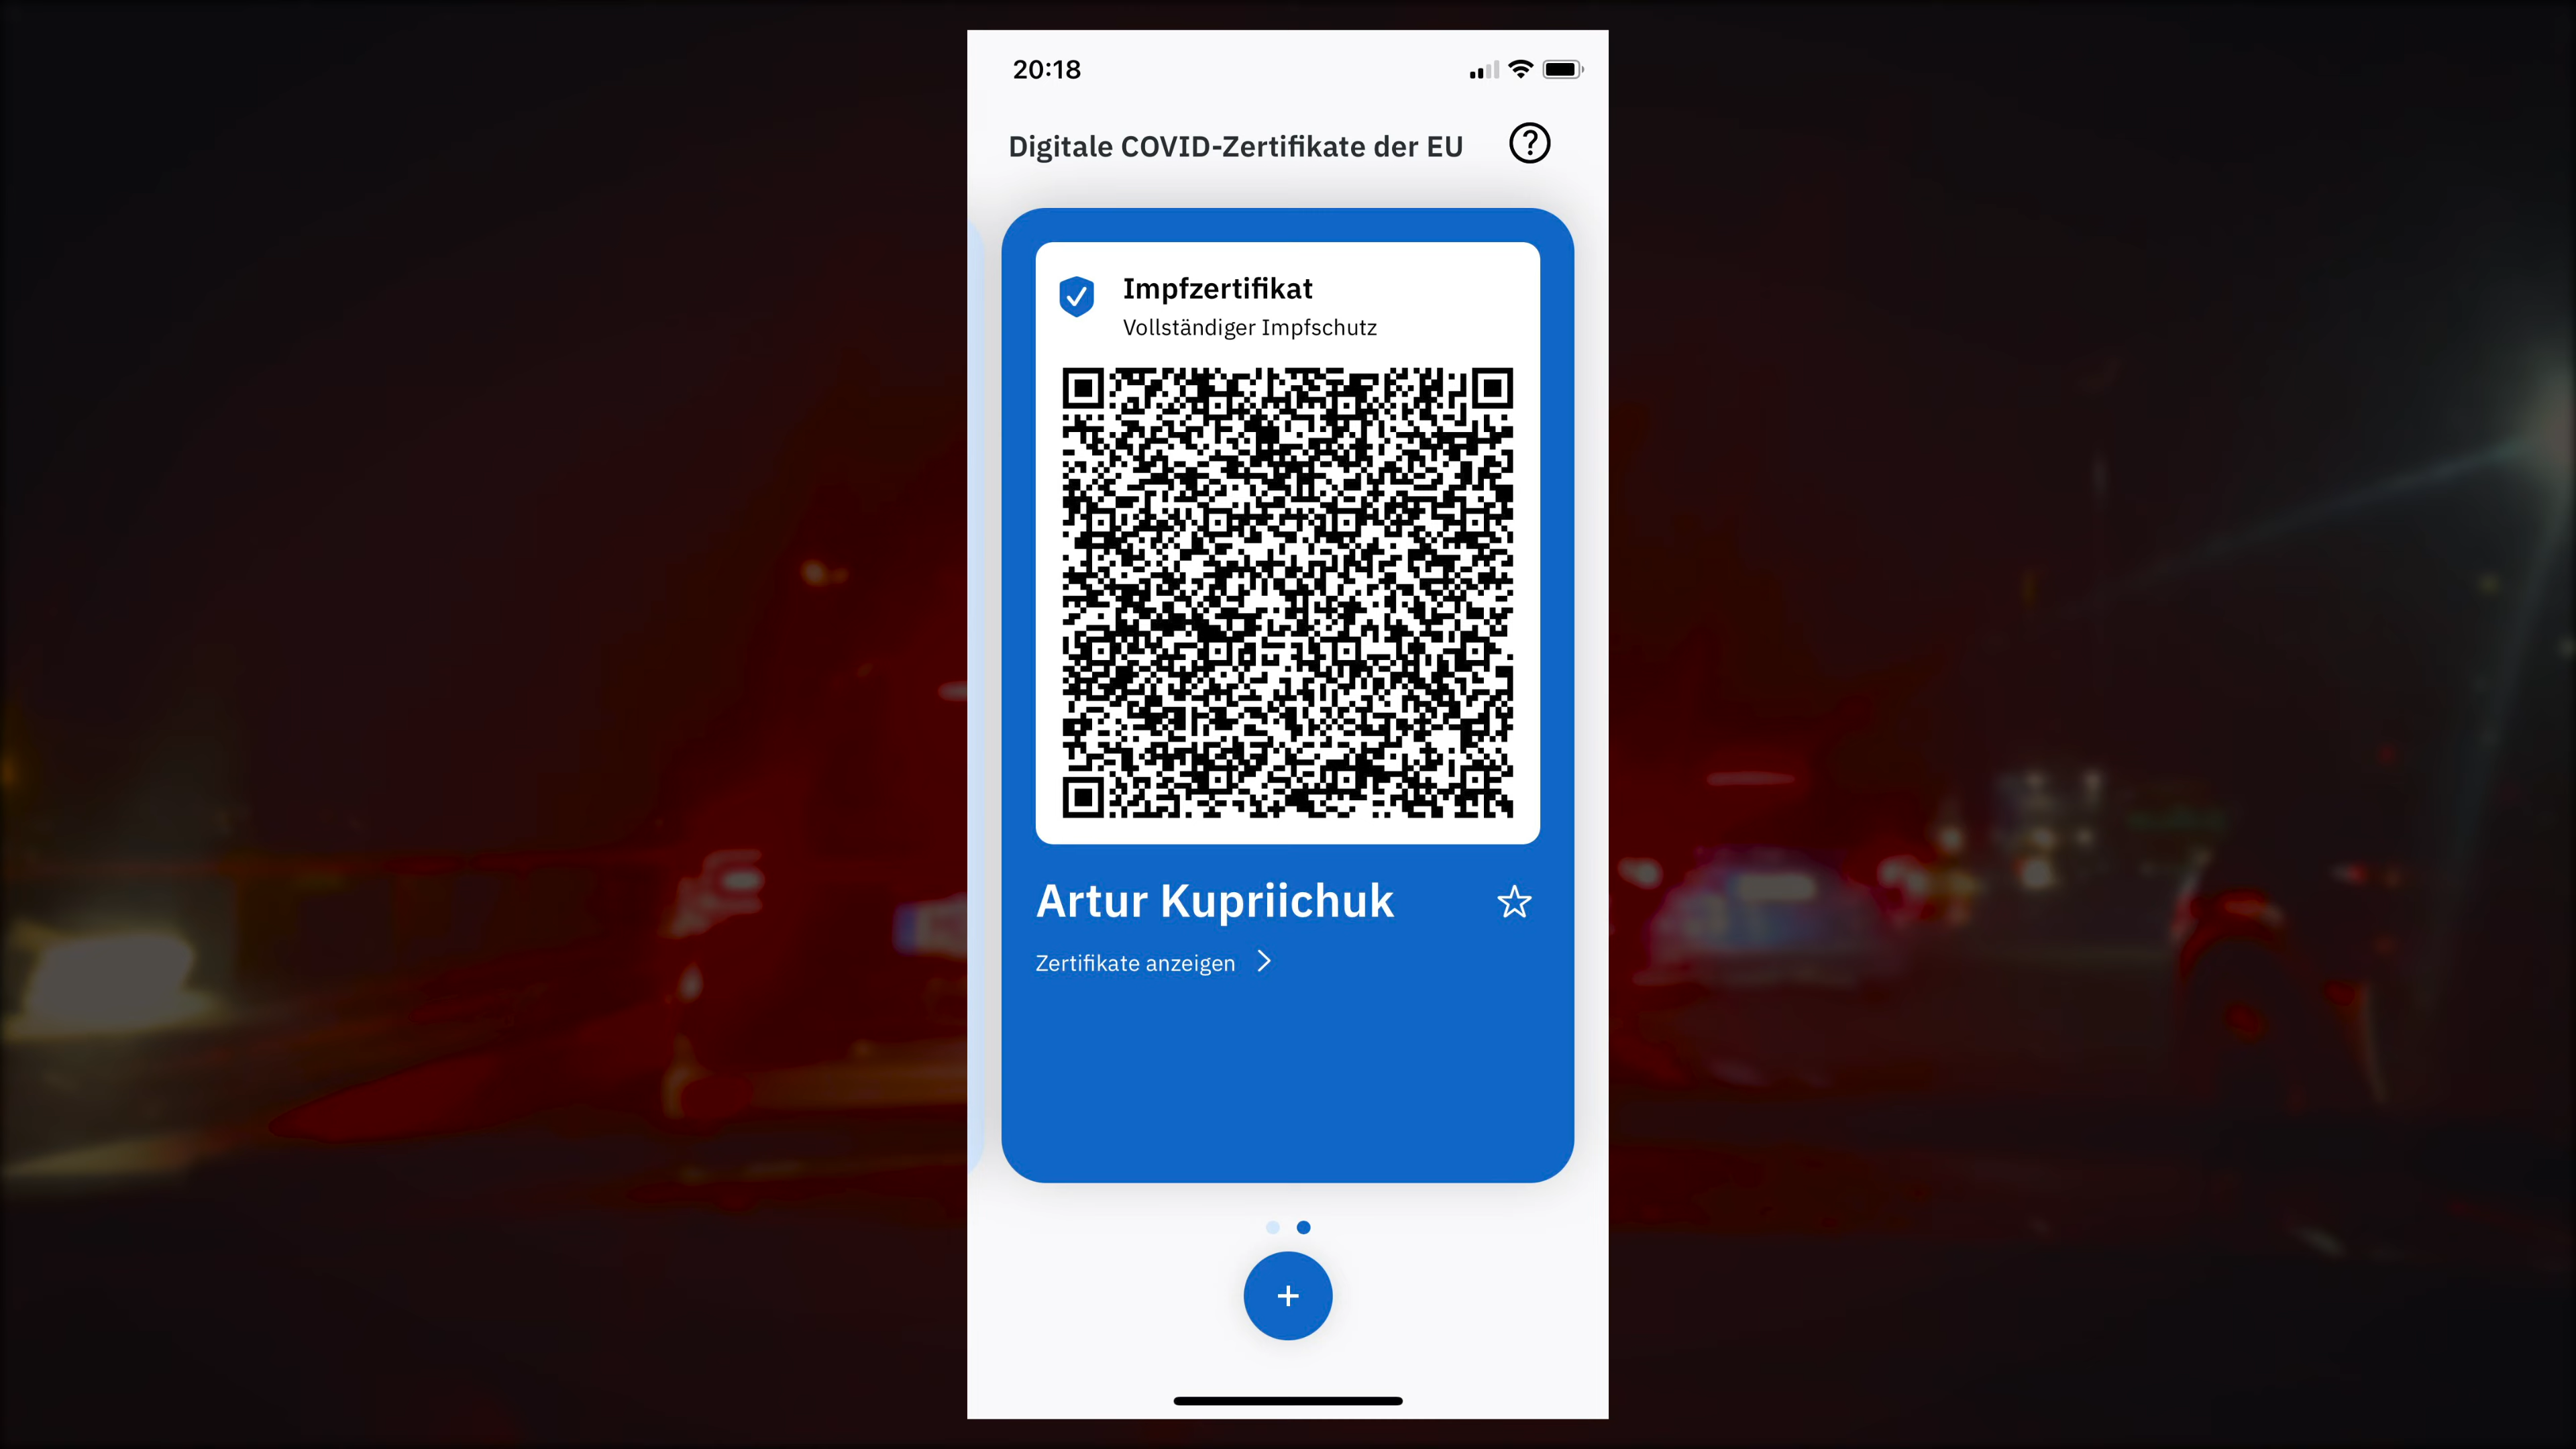 20:18
Digitale COVID-Zertifikate der EU
Impfzertifikat
Vollständiger Impfschutz
Artur Kupriichuk
Zertifikate anzeigen